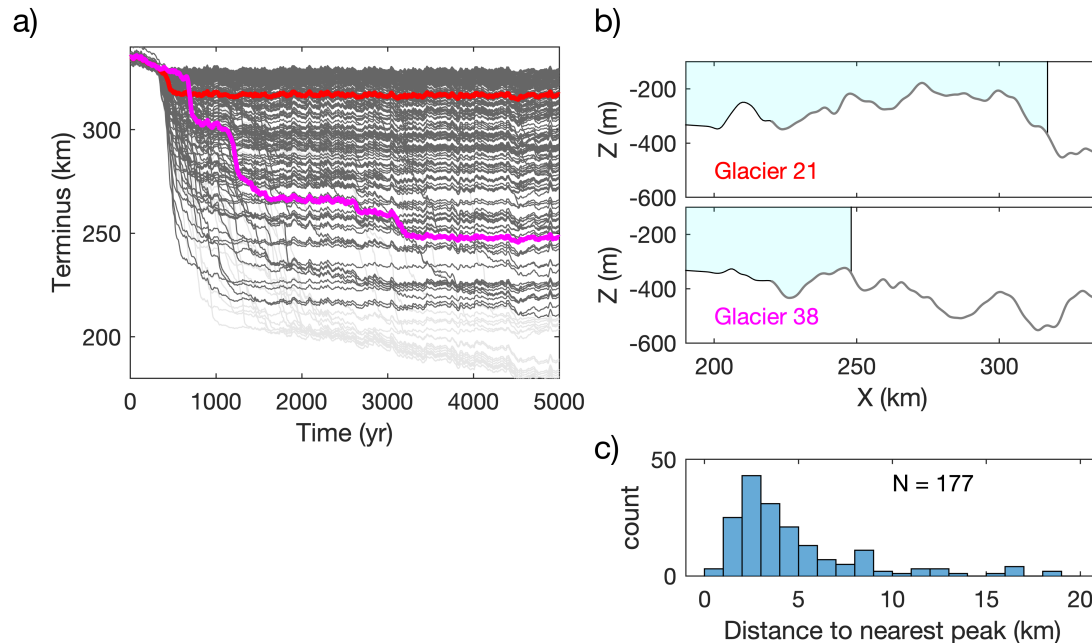 a)
Terminus (km)
300
250
200
0
1000
2000
3000
4000
5000
Time (yr)
b)
Z (m)
-200
-400
-600
Glacier 21
Z (m)
-200
-400
-600
Glacier 38
200
250
300
X (km)
c)
count
50
0
N = 177
0
5
10
15
20
Distance to nearest peak (km)